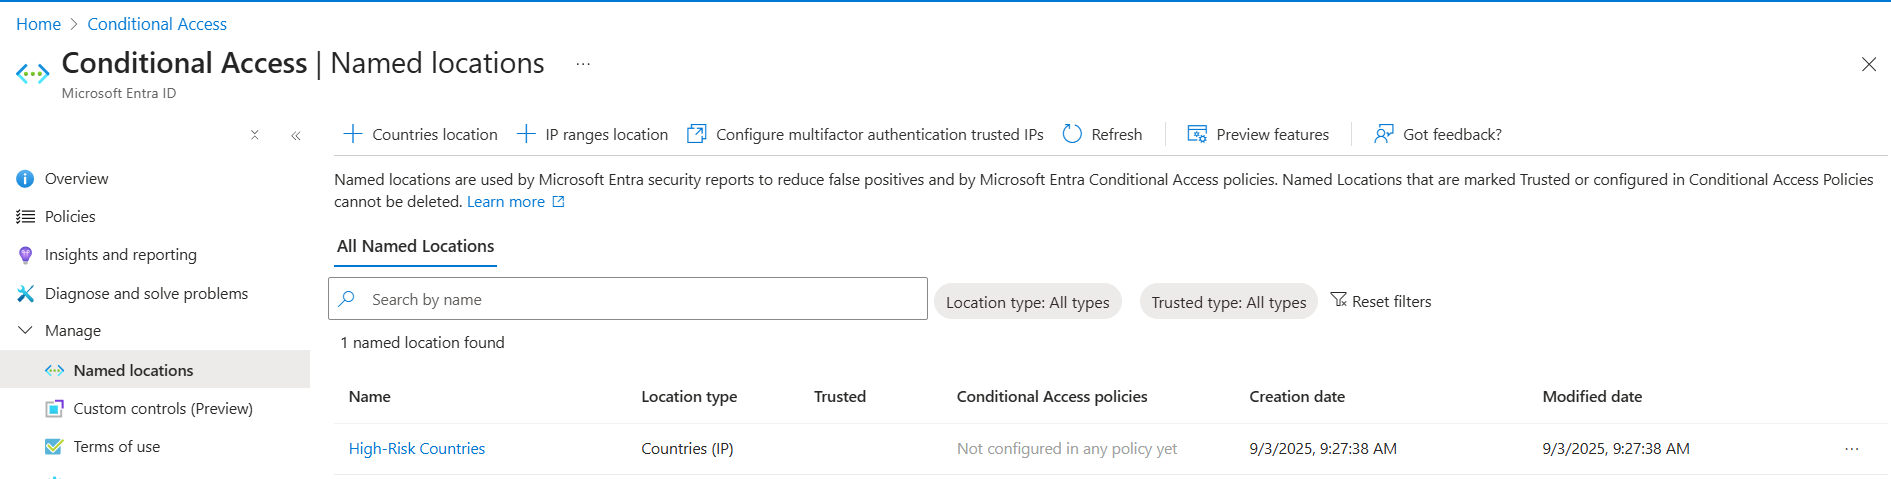 Home > Conditional Access
Conditional Access | Named locations ...
Microsoft Entra ID
Countries location IP ranges location Configure multifactor authentication trusted IPs Refresh Preview features Got feedback?
Overview
Policies
Insights and reporting
Diagnose and solve problems
Manage
Named locations
Custom controls (Preview)
Terms of use
Named locations are used by Microsoft Entra security reports to reduce false positives and by Microsoft Entra Conditional Access policies. Named Locations that are marked Trusted or configured in Conditional Access Policies
cannot be deleted. Learn more
All Named Locations
Search by name Location type: All types Trusted type: All types Reset filters
1 named location found
Name Location type Trusted Conditional Access policies Creation date Modified date
High-Risk Countries Countries (IP) Not configured in any policy yet 9/3/2025, 9:27:38 AM 9/3/2025, 9:27:38 AM ...